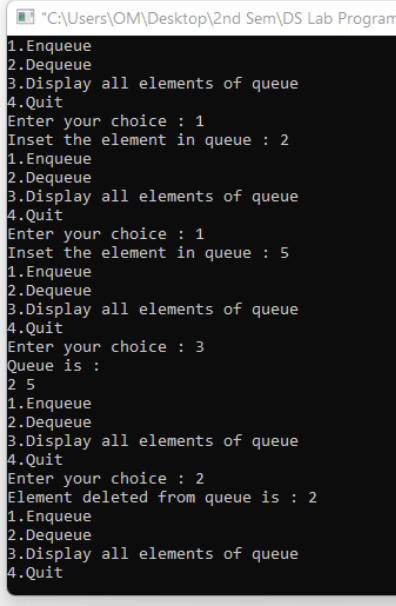 "C:\Users\OM\Desktop\2nd Sem\DS Lab Program
1.Enqueue
2.Dequeue
3.Display all elements of queue
4.Quit
Enter your choice : 1
Inset the element in queue : 2
1.Enqueue
2.Dequeue
3.Display all elements of queue
4.Quit
Enter your choice : 1
Inset the element in queue : 5
1.Enqueue
2.Dequeue
3.Display all elements of queue
4.Quit
Enter your choice : 3
Queue is :
2 5
1.Enqueue
2.Dequeue
3.Display all elements of queue
4.Quit
Enter your choice : 2
Element deleted from queue is : 2
1.Enqueue
2.Dequeue
3.Display all elements of queue
4.Quit